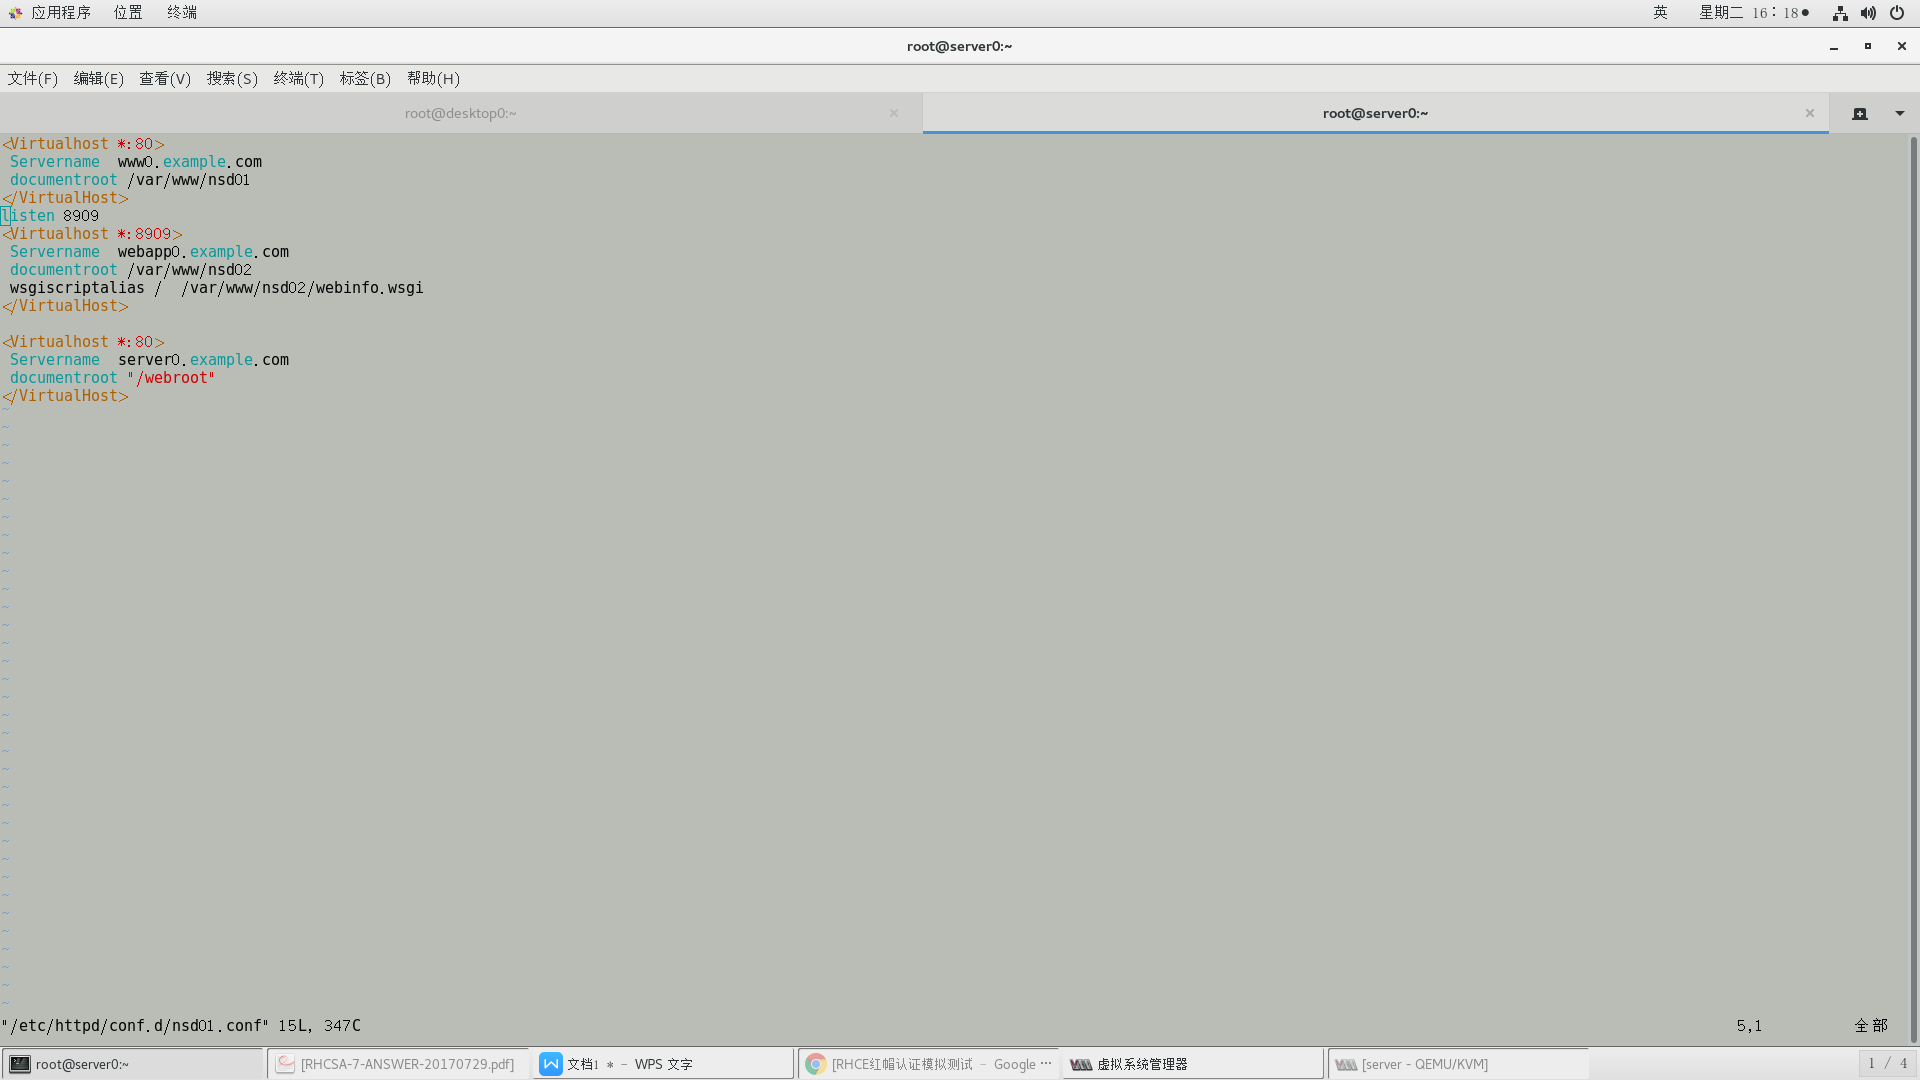 应用程序 位置 终端 英 星期二 16：18
root@server0:~
文件(F) 编辑(E) 查看(V) 搜索(S) 终端(T) 标签(B) 帮助(H)
root@desktop0:~ root@server0:~
<Virtualhost *:80>
 Servername  www0.example.com
 documentroot /var/www/nsd01
</VirtualHost>
listen 8909
<Virtualhost *:8909>
 Servername  webapp0.example.com
 documentroot /var/www/nsd02
 wsgiscriptalias /  /var/www/nsd02/webinfo.wsgi
</VirtualHost>
<Virtualhost *:80>
 Servername  server0.example.com
 documentroot "/webroot"
</VirtualHost>
"/etc/httpd/conf.d/nsd01.conf" 15L, 347C 5,1 全部
root@server0:~ [RHCSA-7-ANSWER-20170729.pdf] 文档1 * - WPS 文字 [RHCE红帽认证模拟测试 - Google ··· 虚拟系统管理器 [server - QEMU/KVM] 1 / 4